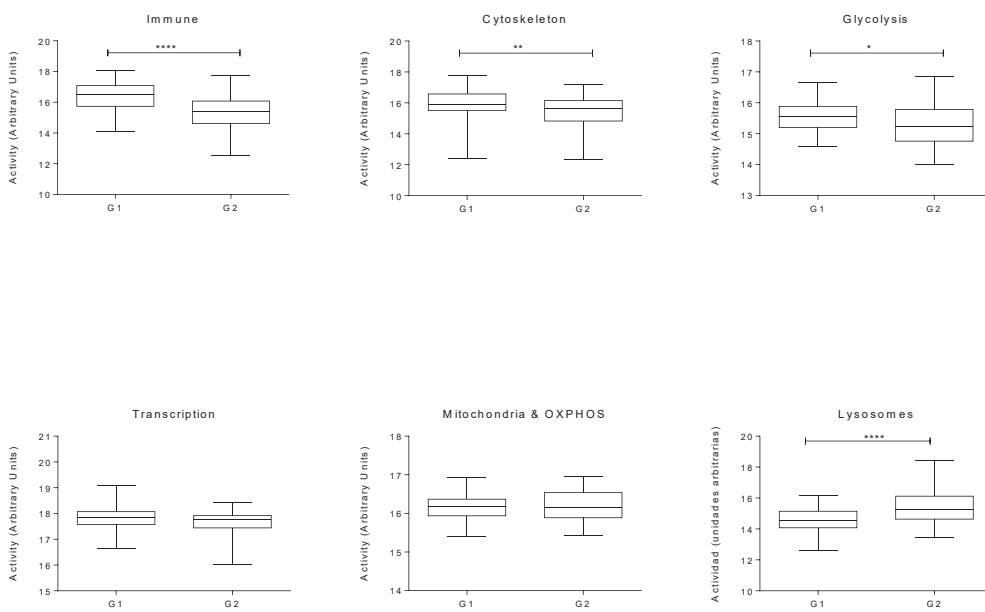 Immune
Activity (Arbitrary Units)
20
18
16
14
12
10
****
G1
G2
Cytoskeleton
Activity (Arbitrary Units)
20
18
16
14
12
10
**
G1
G2
Glycolysis
Activity (Arbitrary Units)
18
17
16
15
14
13
*
G1
G2
Transcription
Activity (Arbitrary Units)
21
20
19
18
17
16
15
G1
G2
Mitochondria & OXPHOS
Activity (Arbitrary Units)
18
17
16
15
14
G1
G2
Lysosomes
Actividad (unidades arbitrarias)
20
18
16
14
12
10
****
G1
G2